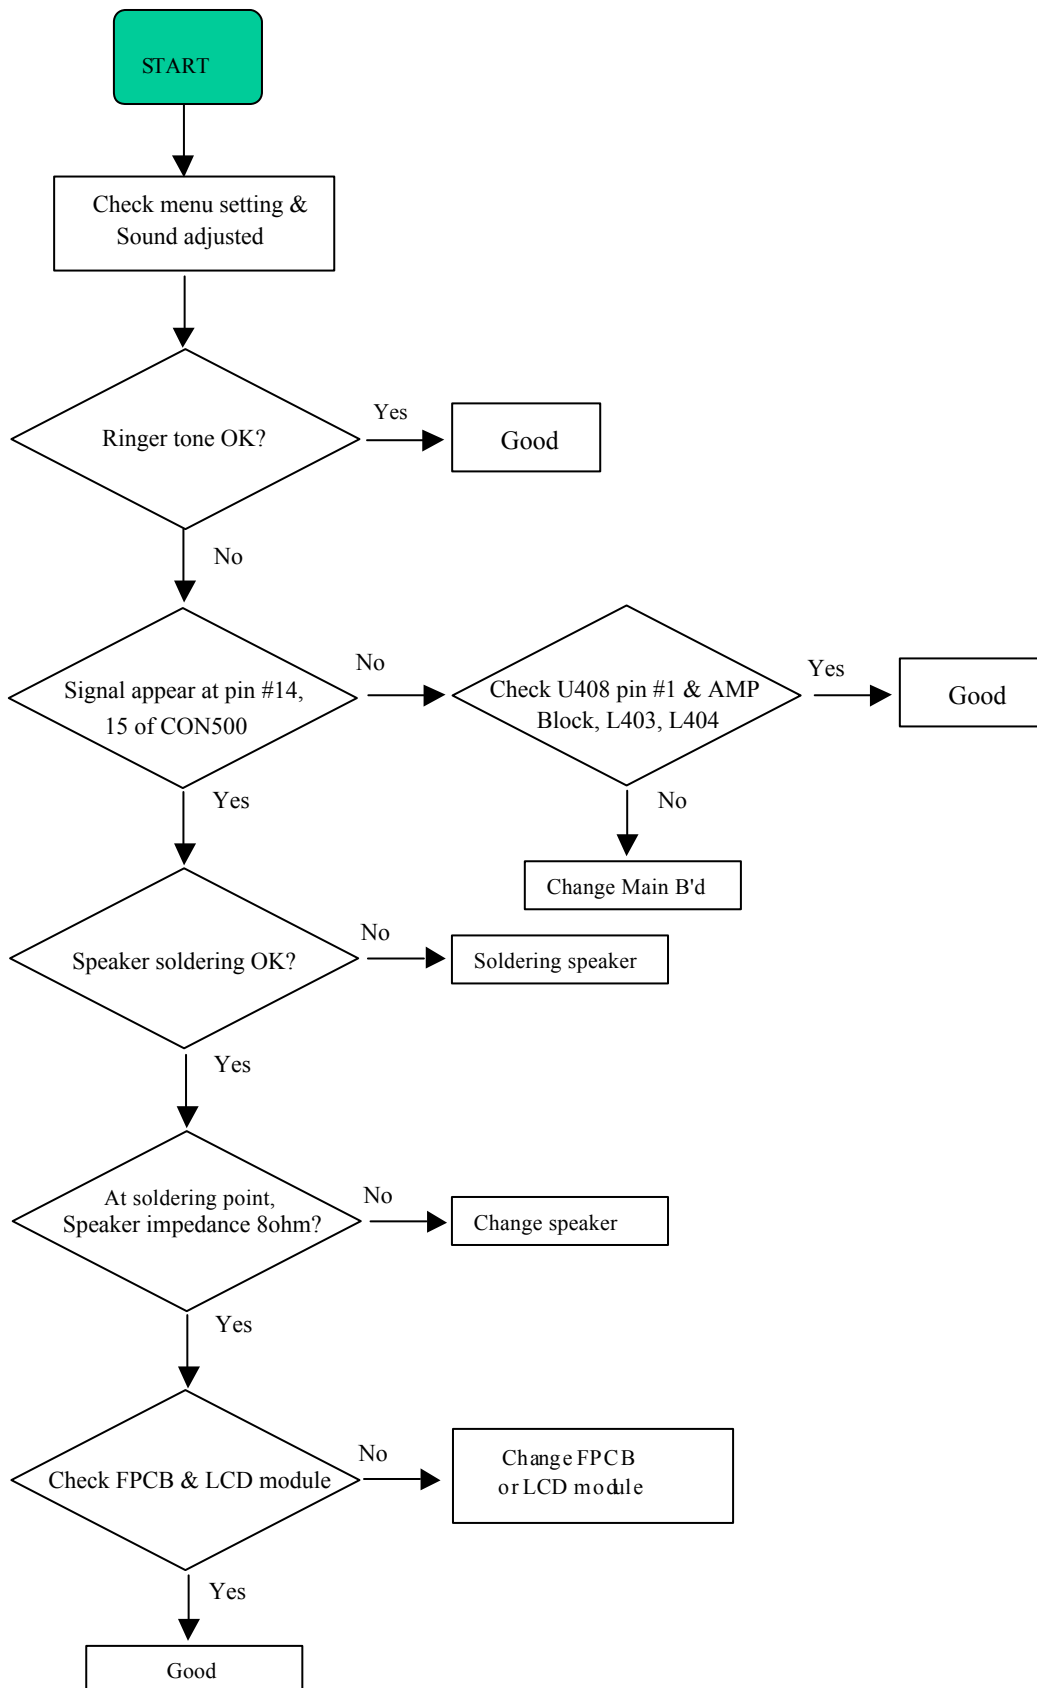 START
Check menu setting &
Sound adjusted
Ringer tone OK?
Yes
Good
No
Signal appear at pin #14,
15 of CON500
No
Check U408 pin #1 & AMP
Block, L403, L404
Yes
Good
Yes
No
Change Main B'd
Speaker soldering OK?
No
Soldering speaker
Yes
At soldering point,
Speaker impedance 8ohm?
No
Change speaker
Yes
Check FPCB & LCD module
No
Change FPCB
or LCD module
Yes
Good